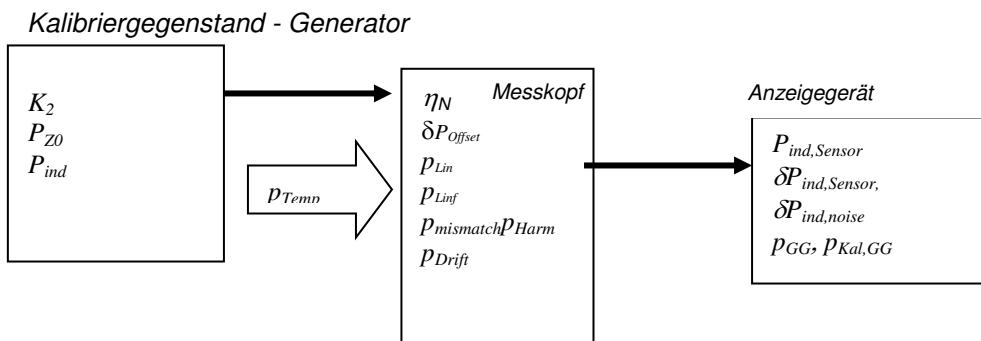 Kalibriergegenstand - Generator
K2
PZ0
Pind
pTemp
Messkopf
ηN
δPOffset
pLin
pLinf
pmismatchpHarm
pDrift
Anzeigegerät
Pind,Sensor
δPind,Sensor,
δPind,noise
pGG, pKal,GG